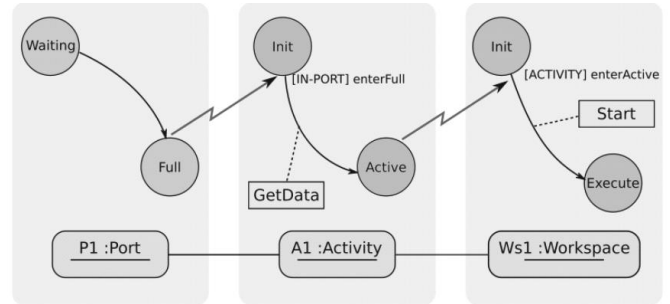 Waiting
Full
P1 :Port
Init
[IN-PORT] enterFull
GetData
Active
A1 :Activity
Init
[ACTIVITY] enterActive
Start
Execute
Ws1 :Workspace